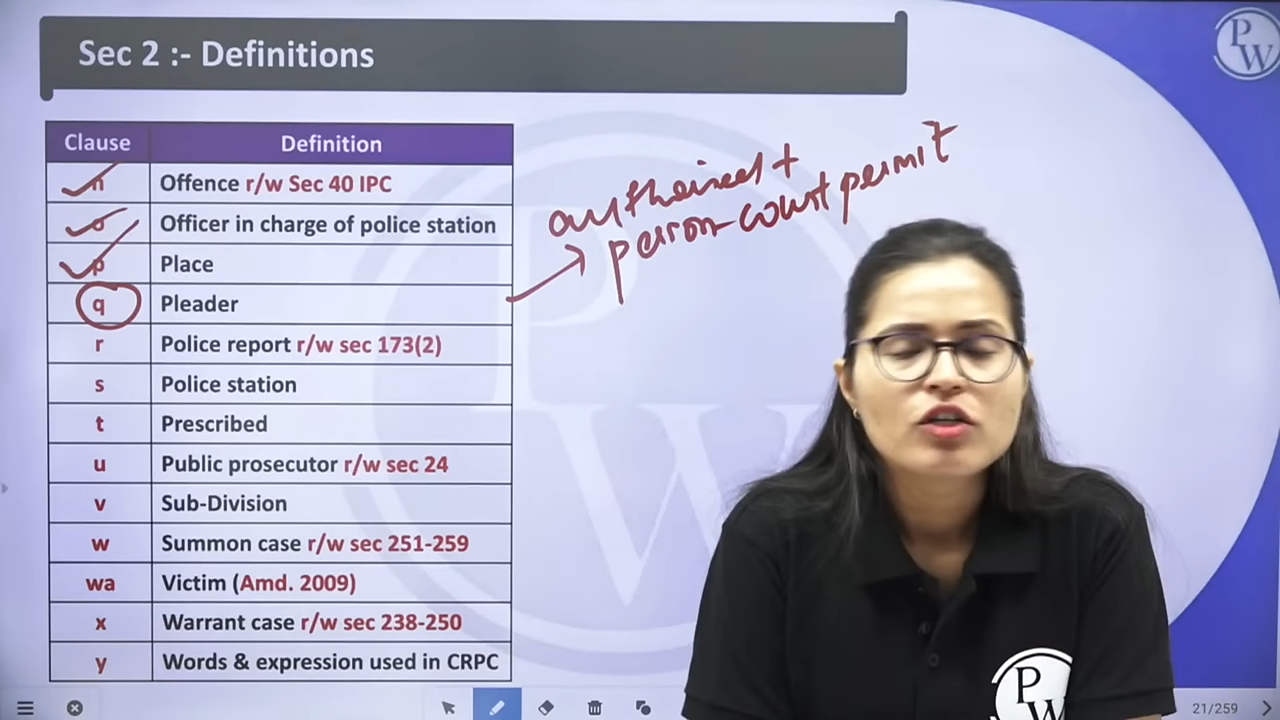 Sec 2 :- Definitions
PW
Clause Definition
n Offence r/w Sec 40 IPC
o Officer in charge of police station
p Place
q Pleader
r Police report r/w sec 173(2)
s Police station
t Prescribed
u Public prosecutor r/w sec 24
v Sub-Division
w Summon case r/w sec 251-259
wa Victim (Amd. 2009)
x Warrant case r/w sec 238-250
y Words & expression used in CRPC
authorised +
→ person-court permit
PW
PW
21/259